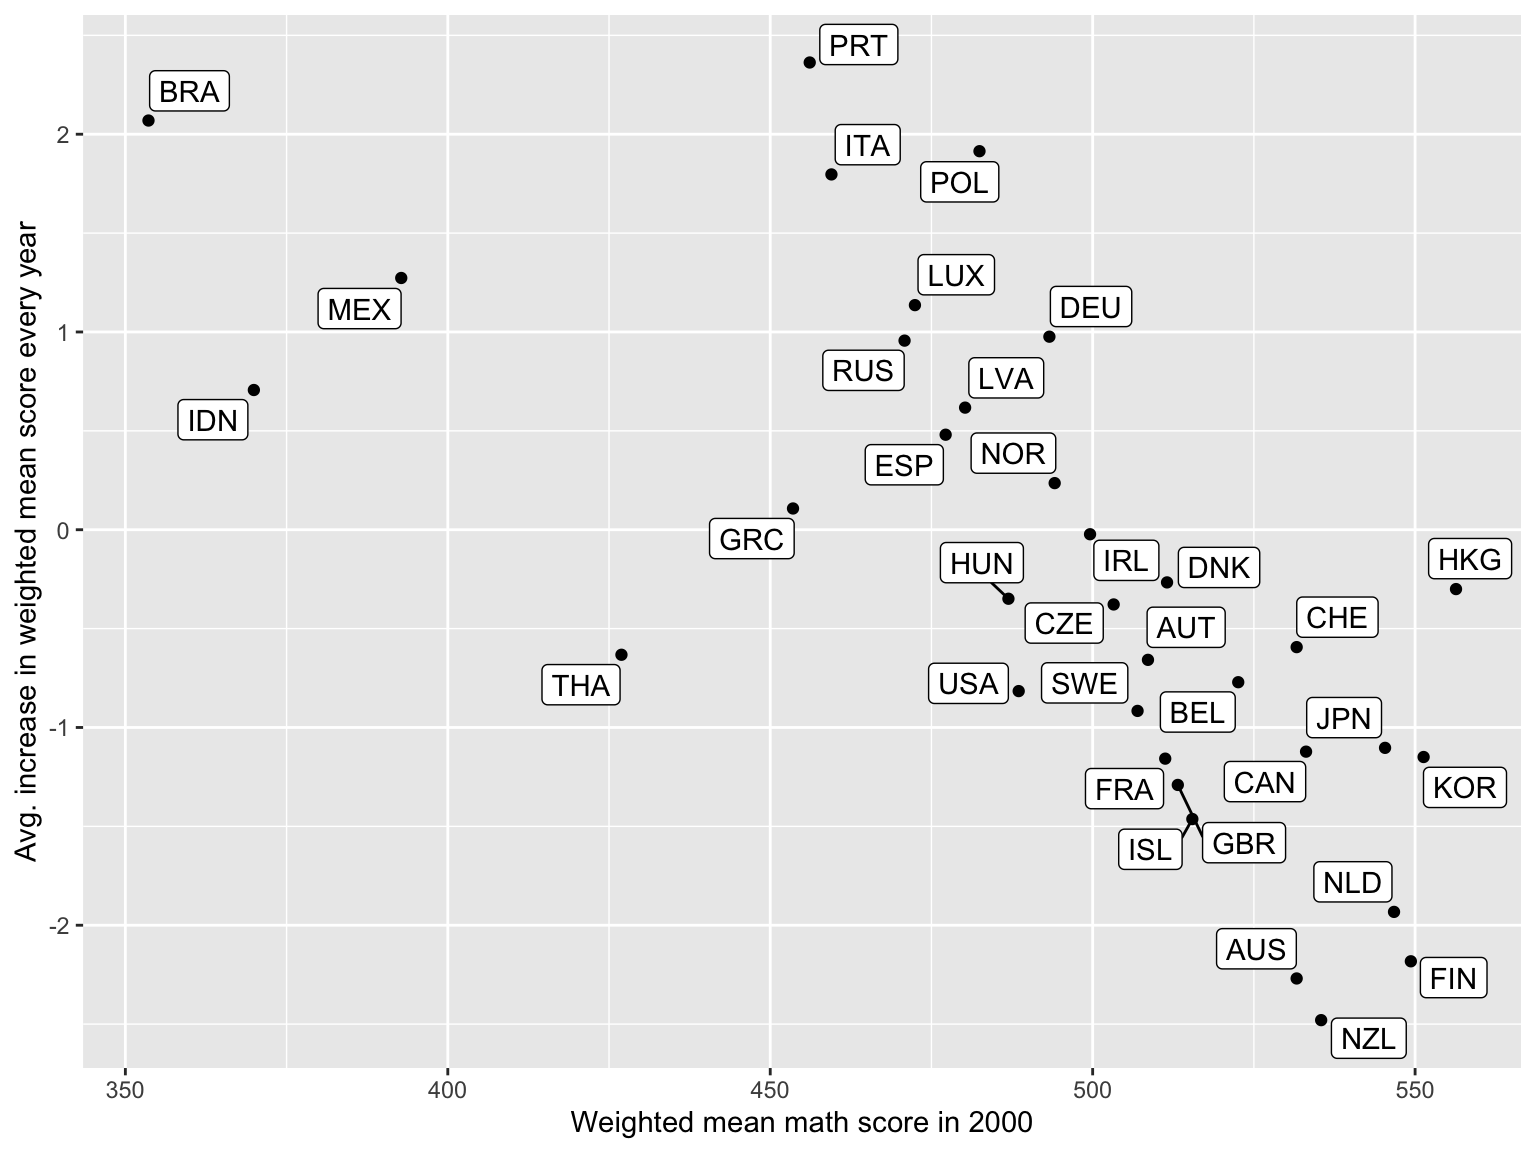 PRT
BRA
2
ITA
POL
LUX
MEX
DEU
1
RUS
LVA
IDN
NOR
ESP
GRC
0
HUN
IRL
DNK
HKG
CZE
AUT
CHE
THA
USA
SWE
BEL
JPN
-1
FRA
CAN
KOR
ISL
GBR
NLD
-2
AUS
FIN
NZL
350 400 450 500 550
Weighted mean math score in 2000
Avg. increase in weighted mean score every year